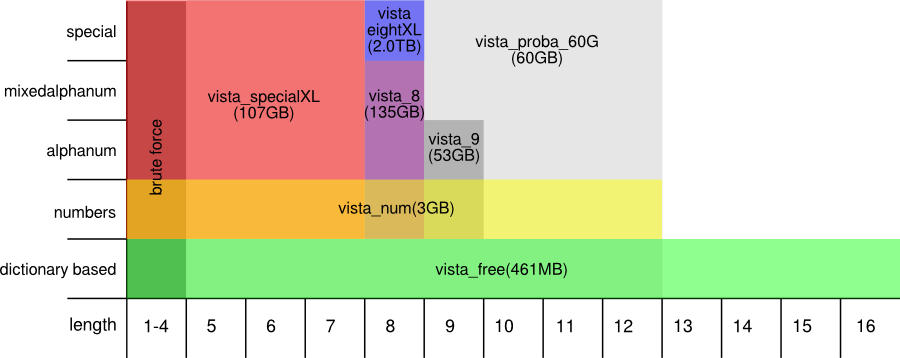 special
vista
eightXL
(2.0TB)
vista_proba_60G
(60GB)
mixedalphanum
vista_specialXL
(107GB)
vista_8
(135GB)
alphanum
brute force
vista_9
(53GB)
numbers
vista_num(3GB)
dictionary based
vista_free(461MB)
length 1-4 5 6 7 8 9 10 11 12 13 14 15 16